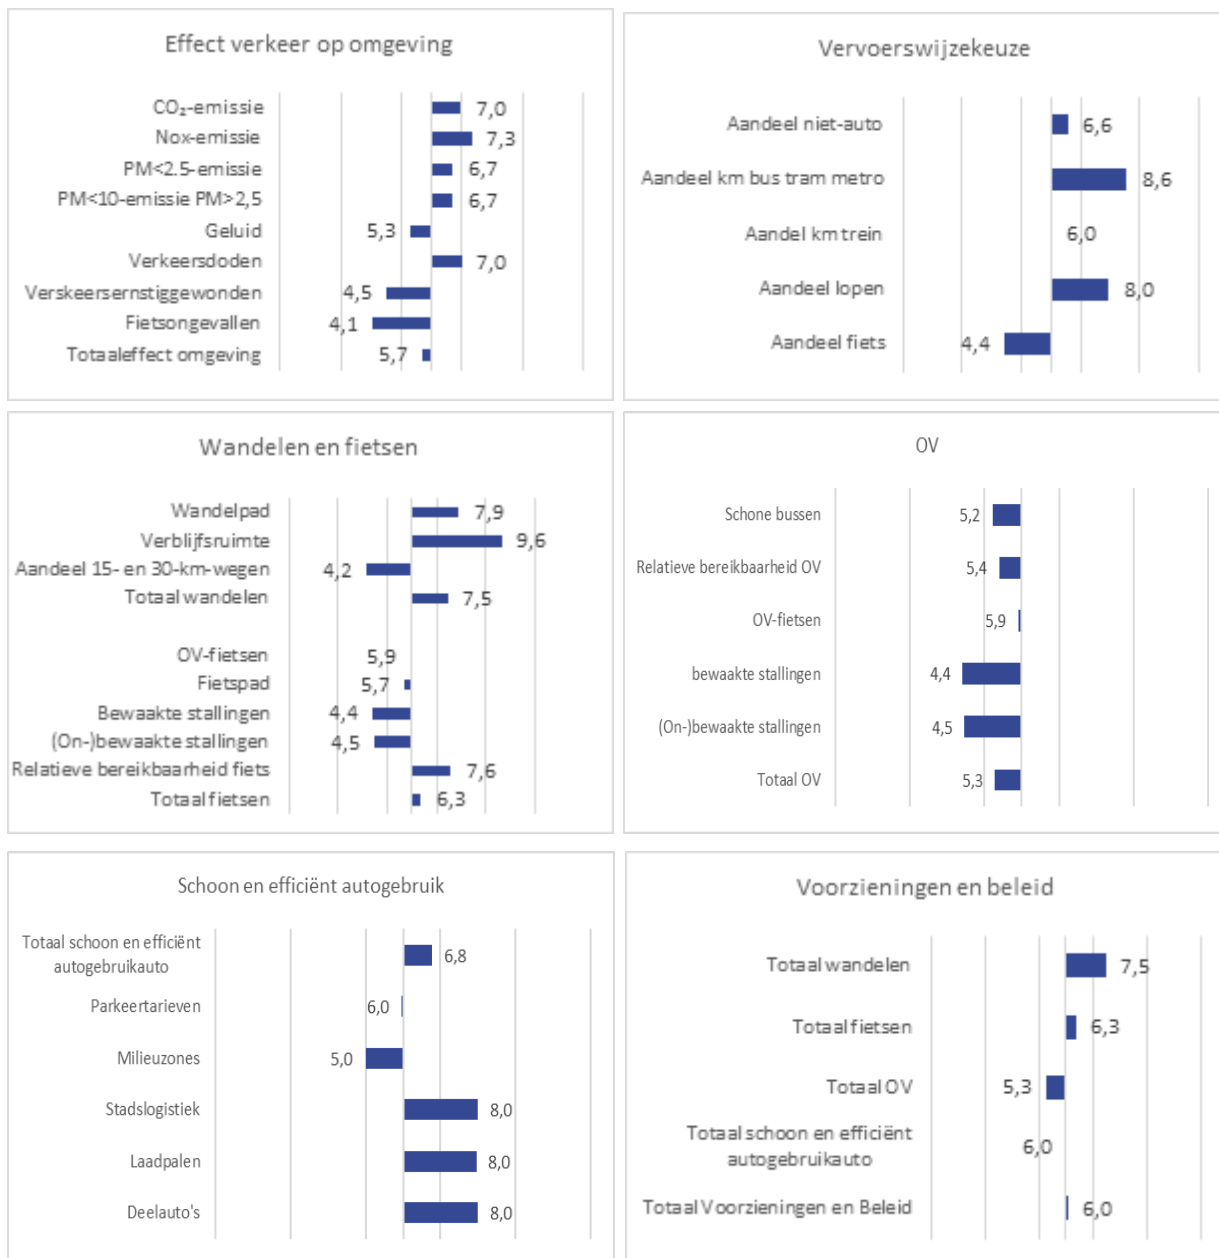 Effect verkeer op omgeving
CO₂-emissie 7,0
Nox-emissie 7,3
PM<2.5-emissie 6,7
PM<10-emissie PM>2,5 6,7
Geluid 5,3
Verkeersdoden 7,0
Verskeersernstiggewonden 4,5
Fietsongevallen 4,1
Totaaleffect omgeving 5,7
Vervoerswijzekeuze
Aandeel niet-auto 6,6
Aandeel km bus tram metro 8,6
Aandel km trein 6,0
Aandeel lopen 8,0
Aandeel fiets 4,4
Wandelen en fietsen
Wandelpad 7,9
Verblijfsruimte 9,6
Aandeel 15- en 30-km-wegen 4,2
Totaal wandelen 7,5
OV-fietsen 5,9
Fietspad 5,7
Bewaakte stallingen 4,4
(On-)bewaakte stallingen 4,5
Relatieve bereikbaarheid fiets 7,6
Totaal fietsen 6,3
OV
Schone bussen 5,2
Relatieve bereikbaarheid OV 5,4
OV-fietsen 5,9
bewaakte stallingen 4,4
(On-)bewaakte stallingen 4,5
Totaal OV 5,3
Schoon en efficiënt autogebruik
Totaal schoon en efficiënt
autogebruikauto 6,8
Parkeertarieven 6,0
Milieuzones 5,0
Stadslogistiek 8,0
Laadpalen 8,0
Deelauto's 8,0
Voorzieningen en beleid
Totaal wandelen 7,5
Totaal fietsen 6,3
Totaal OV 5,3
Totaal schoon en efficiënt
autogebruikauto 6,0
Totaal Voorzieningen en Beleid 6,0